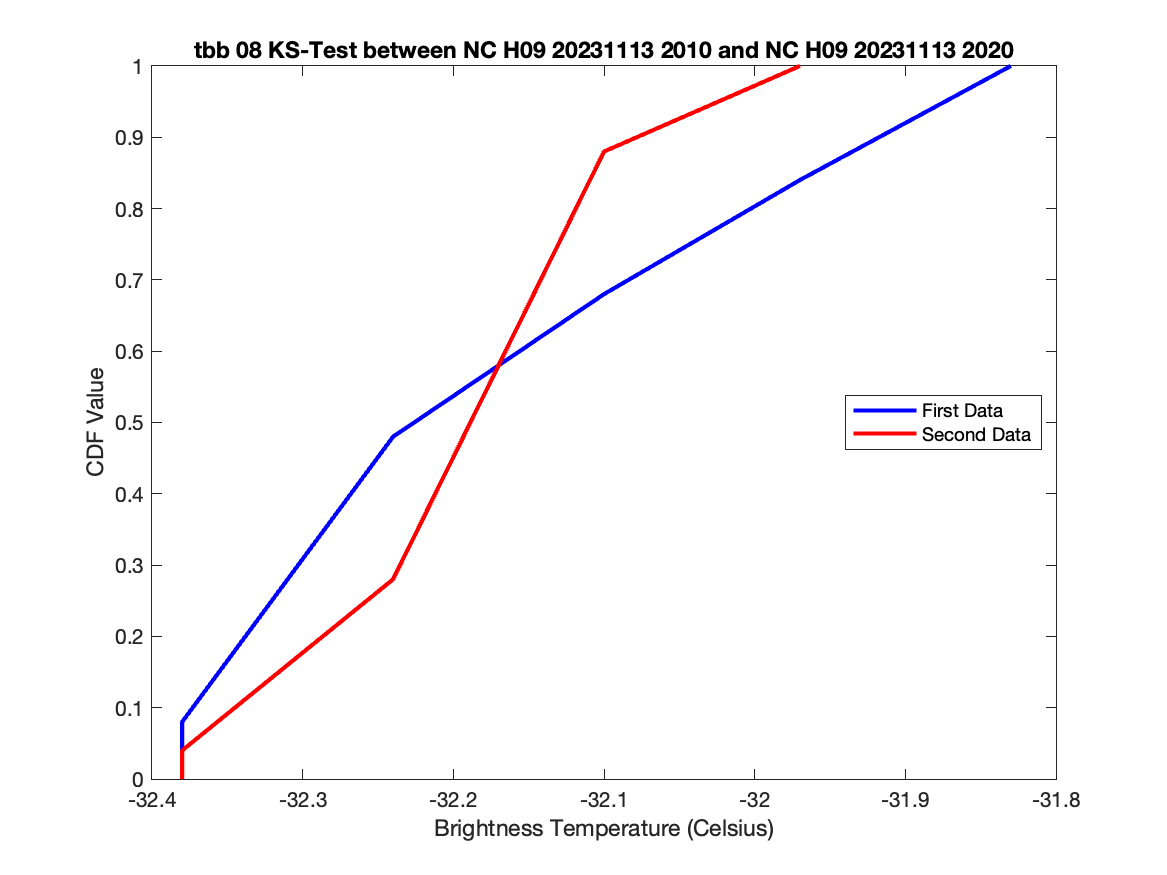 tbb 08 KS-Test between NC H09 20231113 2010 and NC H09 20231113 2020
1
0.9
0.8
0.7
0.6
0.5
0.4
0.3
0.2
0.1
0
CDF Value
First Data
Second Data
-32.4 -32.3 -32.2 -32.1 -32 -31.9 -31.8
Brightness Temperature (Celsius)